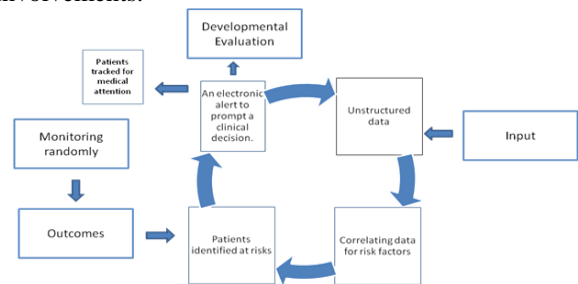 Developmental
Evaluation
Patients
tracked for
medical
attention
An electronic
alert to
prompt a
clinical
decision.
Unstructured
data
Input
Monitoring
randomly
Outcomes
Patients
identified at risks
Correlating data
for risk factors